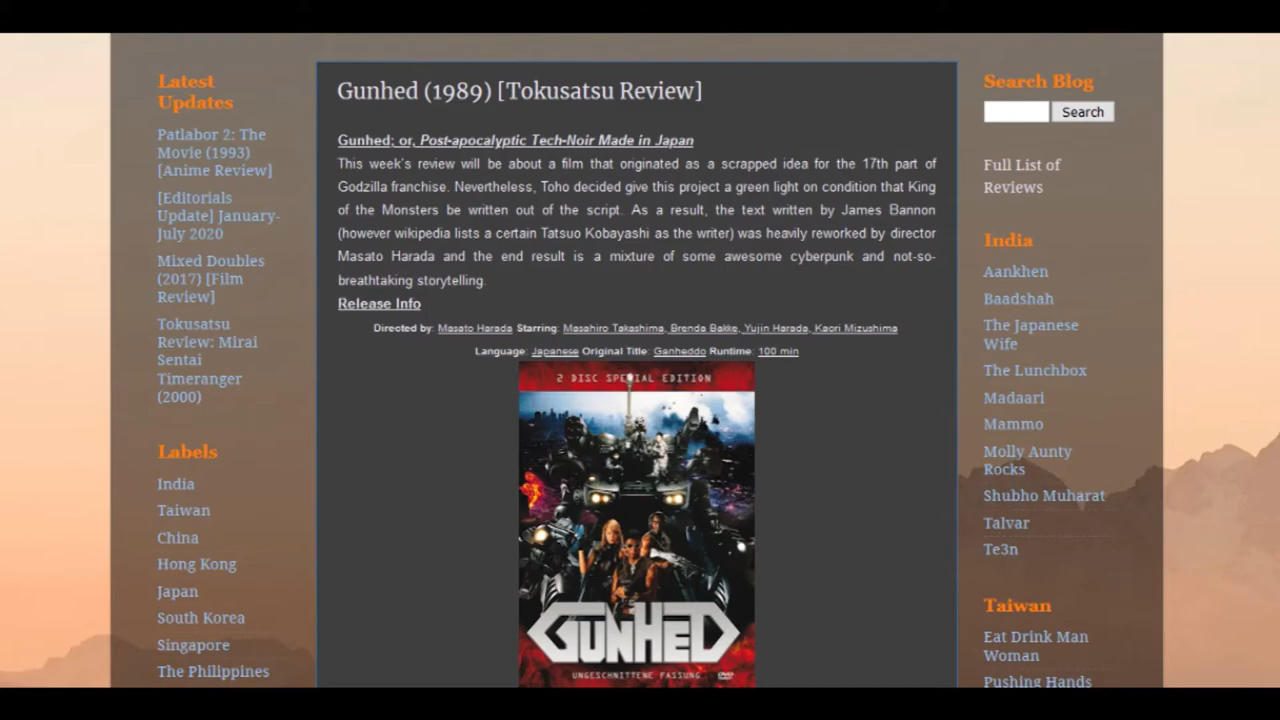 Latest
Updates
Patlabor 2: The
Movie (1993)
[Anime Review]
[Editorials
Update] January-
July 2020
Mixed Doubles
(2017) [Film
Review]
Tokusatsu
Review: Mirai
Sentai
Timeranger
(2000)
Labels
India
Taiwan
China
Hong Kong
Japan
South Korea
Singapore
The Philippines
Gunhed (1989) [Tokusatsu Review]
Gunhed; or, Post-apocalyptic Tech-Noir Made in Japan
This week's review will be about a film that originated as a scrapped idea for the 17th part of
Godzilla franchise. Nevertheless, Toho decided give this project a green light on condition that King
of the Monsters be written out of the script. As a result, the text written by James Bannon
(however wikipedia lists a certain Tatsuo Kobayashi as the writer) was heavily reworked by director
Masato Harada and the end result is a mixture of some awesome cyberpunk and not-so-
breathtaking storytelling.
Release Info
Directed by: Masato Harada Starring: Masahiro Takashima, Brenda Bakke, Yujin Harada, Kaori Mizushima
Language: Japanese Original Title: Ganheddo Runtime: 100 min
2 DISC SPECIAL EDITION
GUNHED
UNGESCHNITTENE FASSUNG
DVD
Search Blog
Search
Full List of
Reviews
India
Aankhen
Baadshah
The Japanese
Wife
The Lunchbox
Madaari
Mammo
Molly Aunty
Rocks
Shubho Muharat
Talvar
Te3n
Taiwan
Eat Drink Man
Woman
Pushing Hands